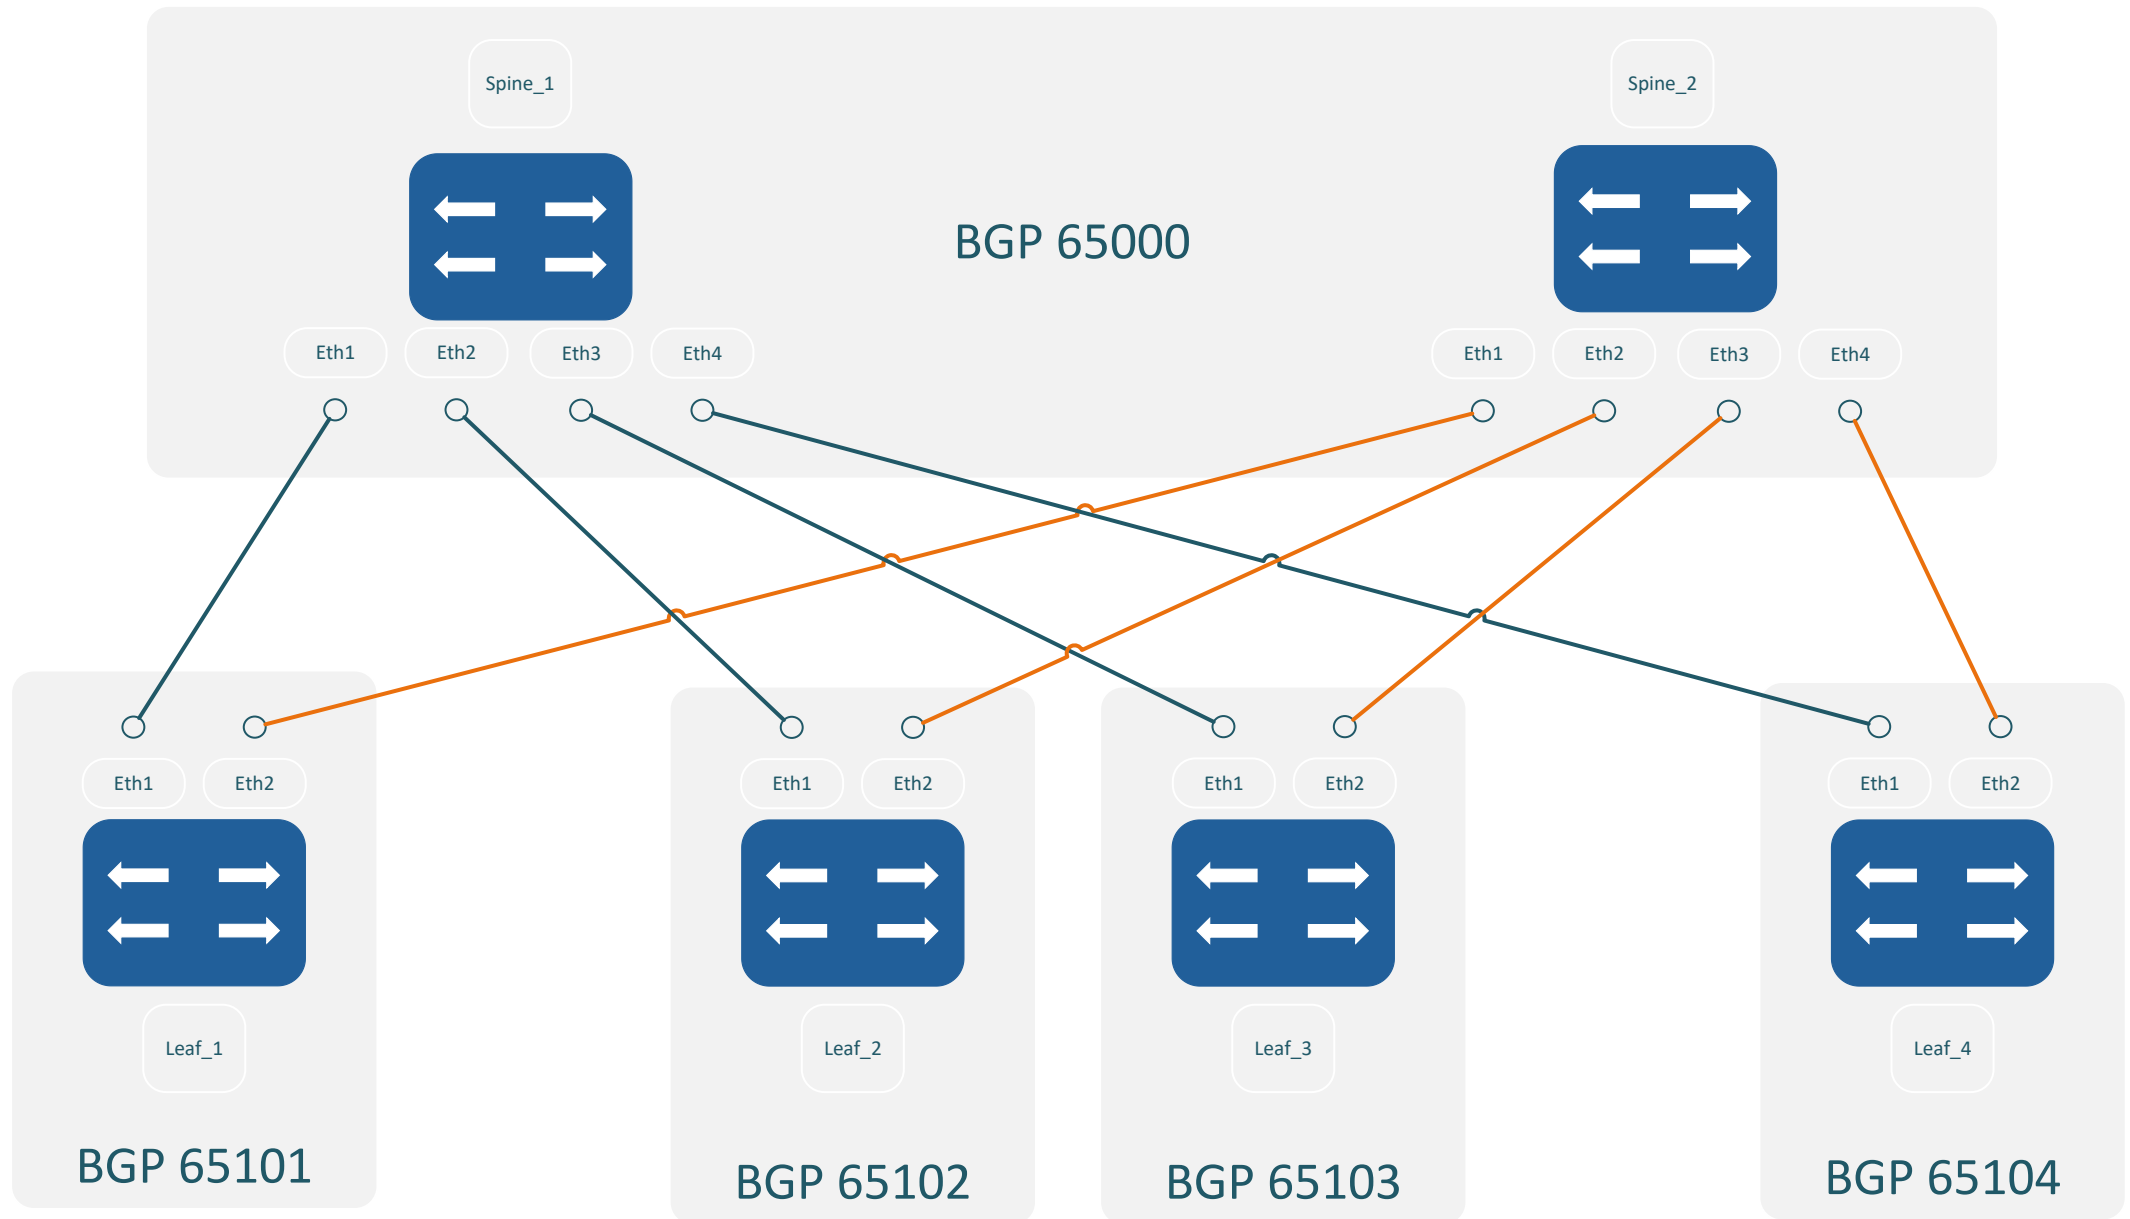 Spine_1
Spine_2
BGP 65000
Eth1
Eth2
Eth3
Eth4
Eth1
Eth2
Eth3
Eth4
Eth1
Eth2
Eth1
Eth2
Eth1
Eth2
Eth1
Eth2
Leaf_1
Leaf_2
Leaf_3
Leaf_4
BGP 65101
BGP 65102
BGP 65103
BGP 65104